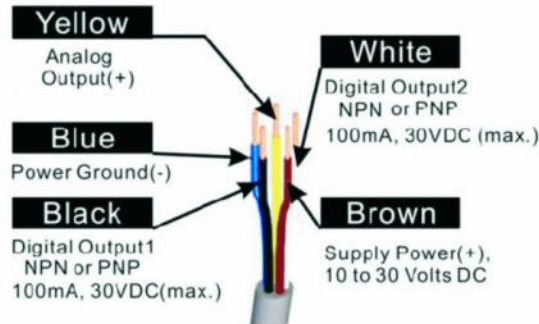 Yellow
Analog
Output(+)
White
Digital Output2
NPN or PNP
100mA, 30VDC (max.)
Blue
Power Ground(-)
Black
Digital Output1
NPN or PNP
100mA, 30VDC(max.)
Brown
Supply Power(+),
10 to 30 Volts DC